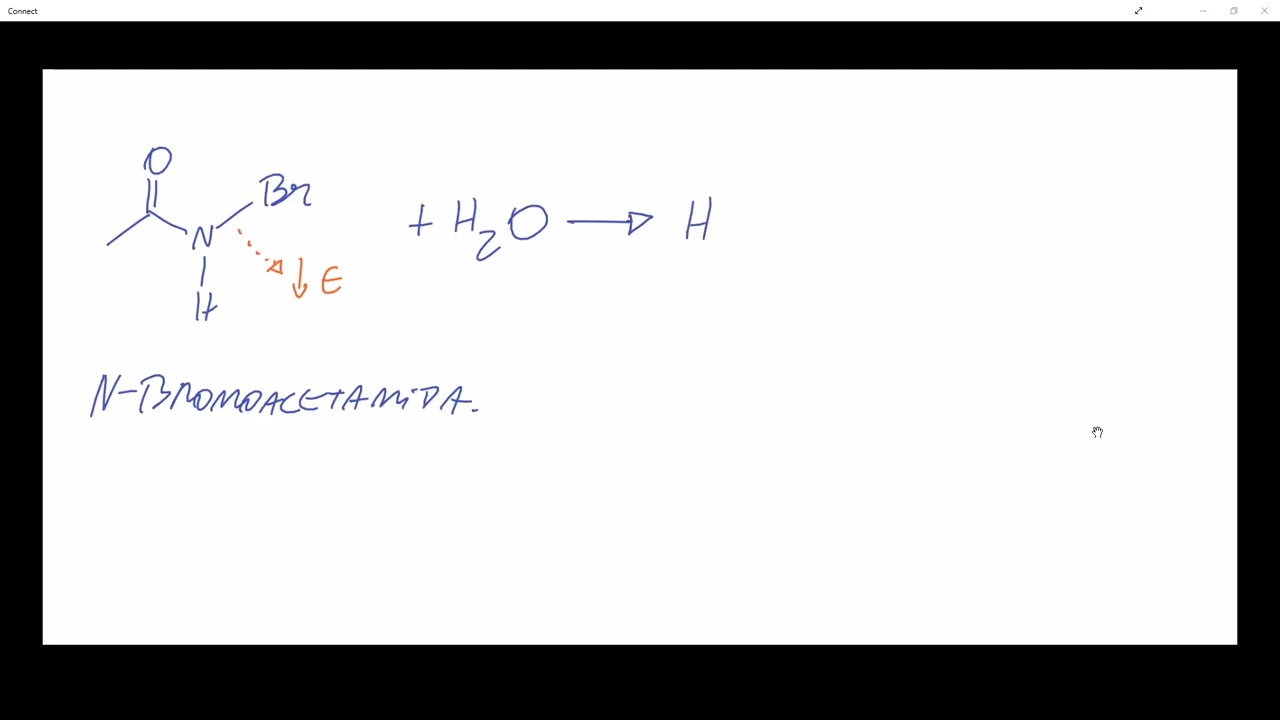 Connect
O
Br
N
H
+ H₂O → H
↓ E
N-BROMOACETAMIDA.